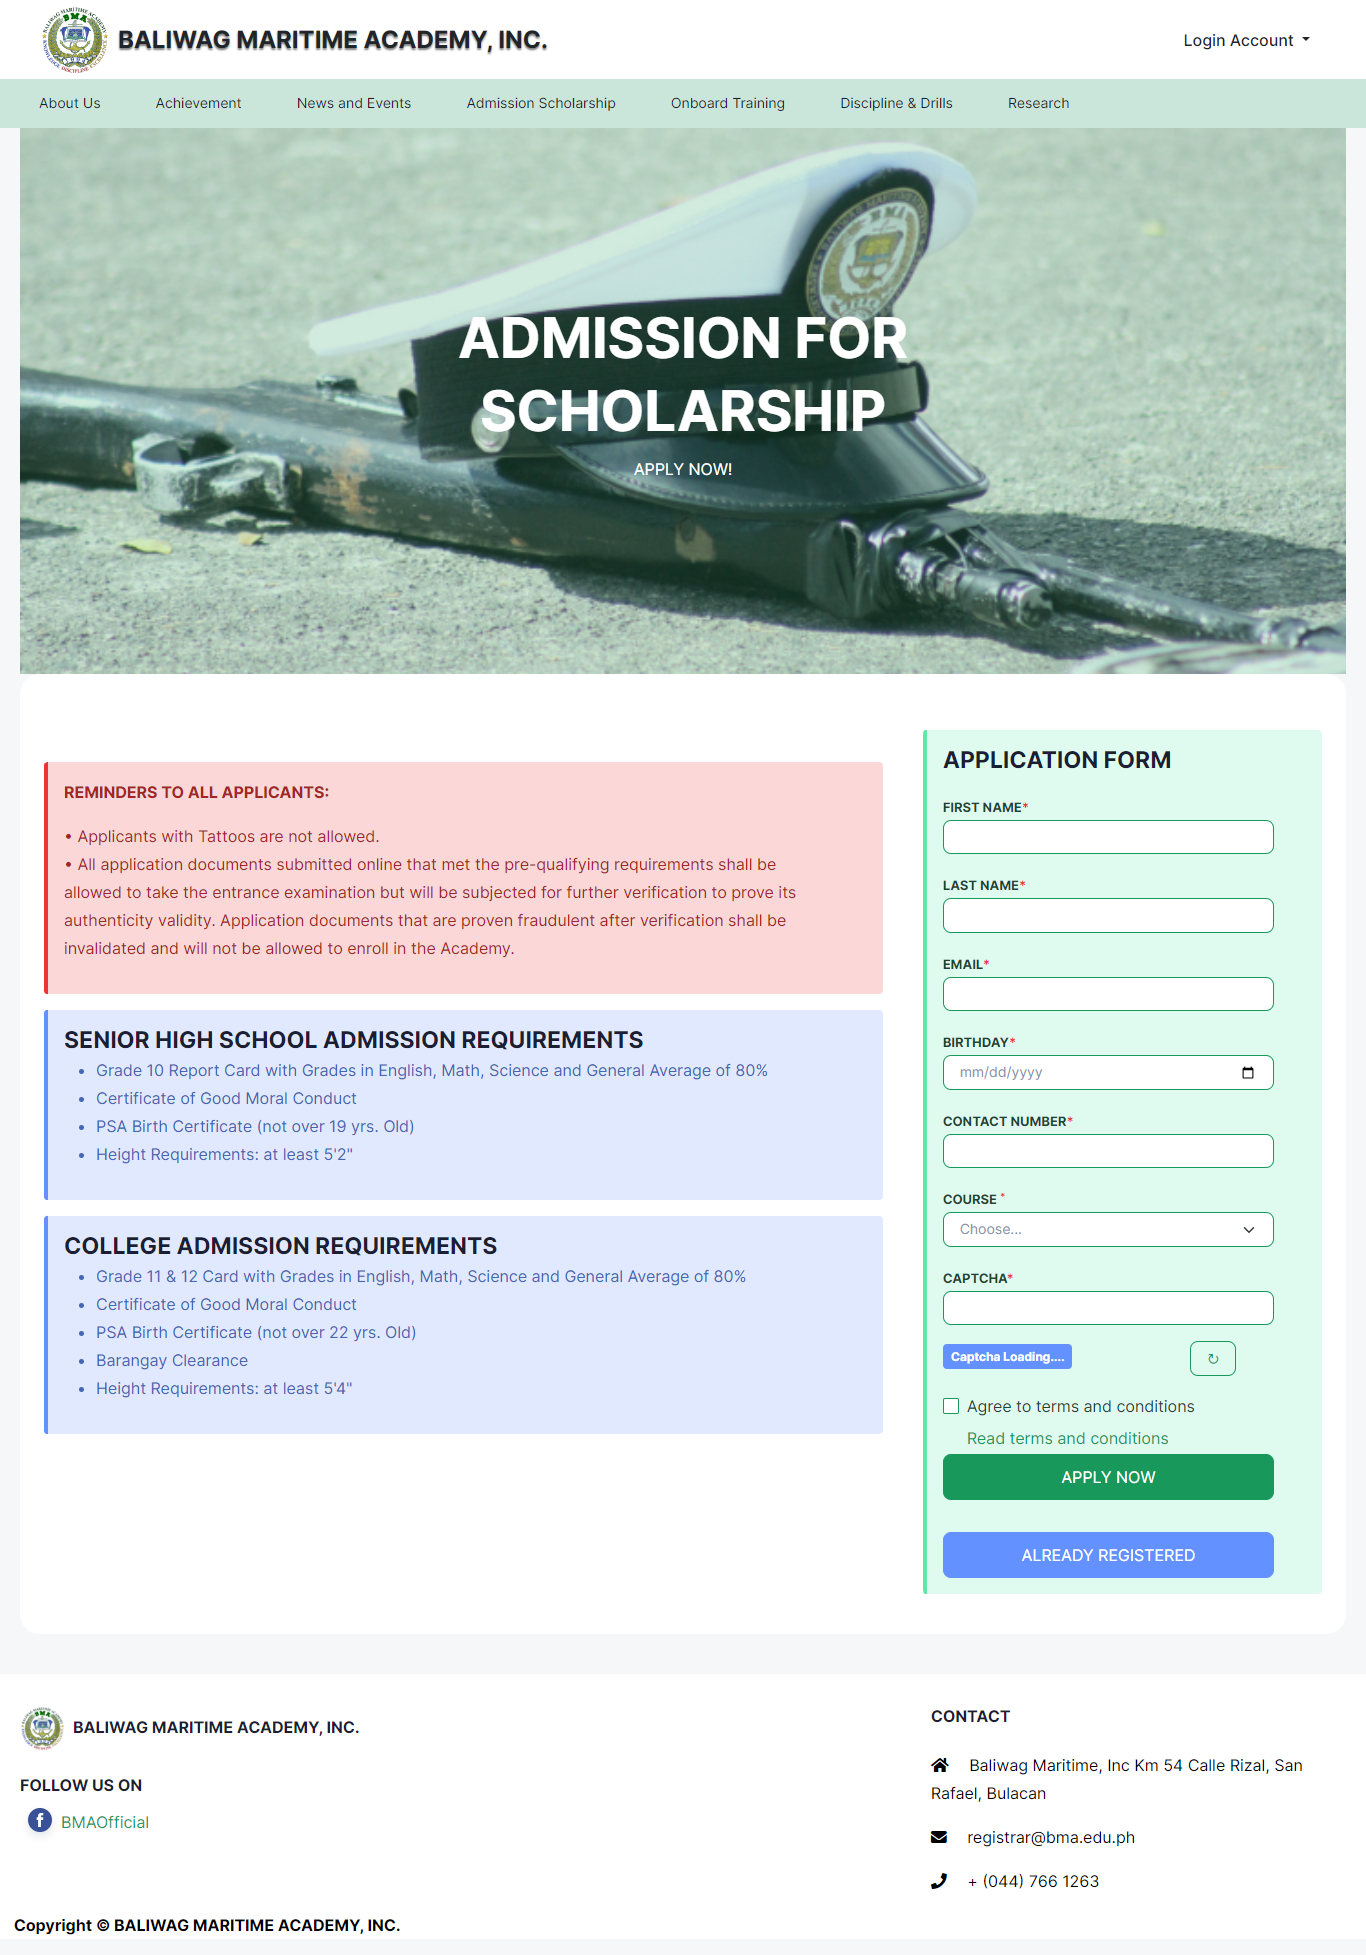 BALIWAG MARITIME ACADEMY, INC.
Login Account
About Us
Achievement
News and Events
Admission Scholarship
Onboard Training
Discipline & Drills
Research
BMA
ADMISSION FOR
SCHOLARSHIP
APPLY NOW!
REMINDERS TO ALL APPLICANTS:
• Applicants with Tattoos are not allowed.
• All application documents submitted online that met the pre-qualifying requirements shall be
allowed to take the entrance examination but will be subjected for further verification to prove its
authenticity validity. Application documents that are proven fraudulent after verification shall be
invalidated and will not be allowed to enroll in the Academy.
SENIOR HIGH SCHOOL ADMISSION REQUIREMENTS
• Grade 10 Report Card with Grades in English, Math, Science and General Average of 80%
• Certificate of Good Moral Conduct
• PSA Birth Certificate (not over 19 yrs. Old)
• Height Requirements: at least 5'2"
COLLEGE ADMISSION REQUIREMENTS
• Grade 11 & 12 Card with Grades in English, Math, Science and General Average of 80%
• Certificate of Good Moral Conduct
• PSA Birth Certificate (not over 22 yrs. Old)
• Barangay Clearance
• Height Requirements: at least 5'4"
APPLICATION FORM
FIRST NAME*
LAST NAME*
EMAIL*
BIRTHDAY*
mm/dd/yyyy
CONTACT NUMBER*
COURSE *
Choose...
CAPTCHA*
Captcha Loading....
↻
Agree to terms and conditions
Read terms and conditions
APPLY NOW
ALREADY REGISTERED
BALIWAG MARITIME ACADEMY, INC.
FOLLOW US ON
BMAOfficial
CONTACT
Baliwag Maritime, Inc Km 54 Calle Rizal, San
Rafael, Bulacan
registrar@bma.edu.ph
+ (044) 766 1263
Copyright © BALIWAG MARITIME ACADEMY, INC.